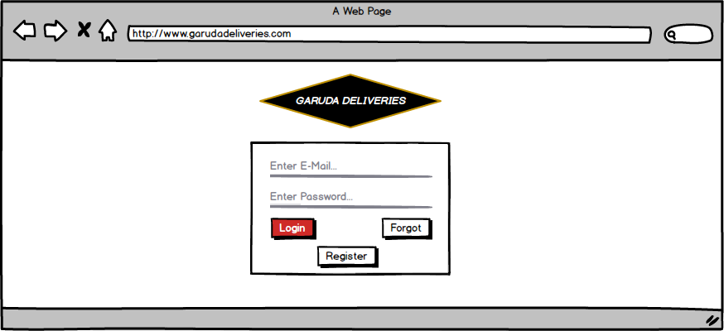 A Web Page
http://www.garudadeliveries.com
GARUDA DELIVERIES
Enter E-Mail...
Enter Password...
Login
Forgot
Register